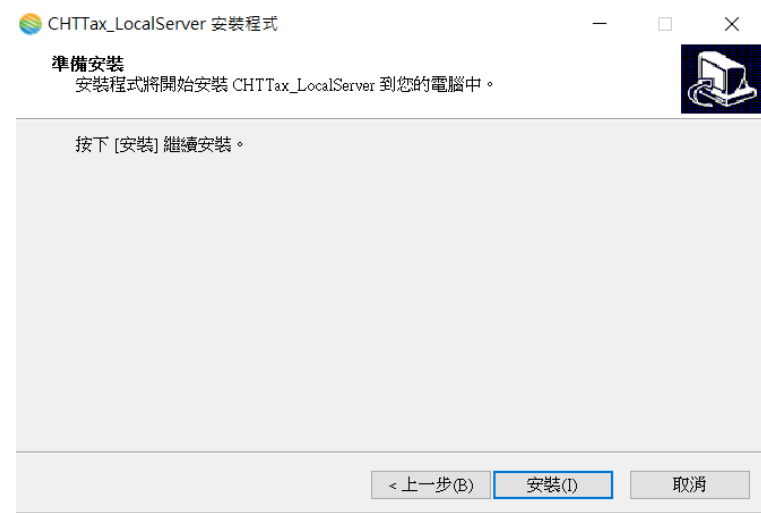 CHTTax_LocalServer 安裝程式
準備安裝
安裝程式將開始安裝 CHTTax_LocalServer 到您的電腦中。
按下 [安裝] 繼續安裝。
<上一步(B) 安裝(I) 取消